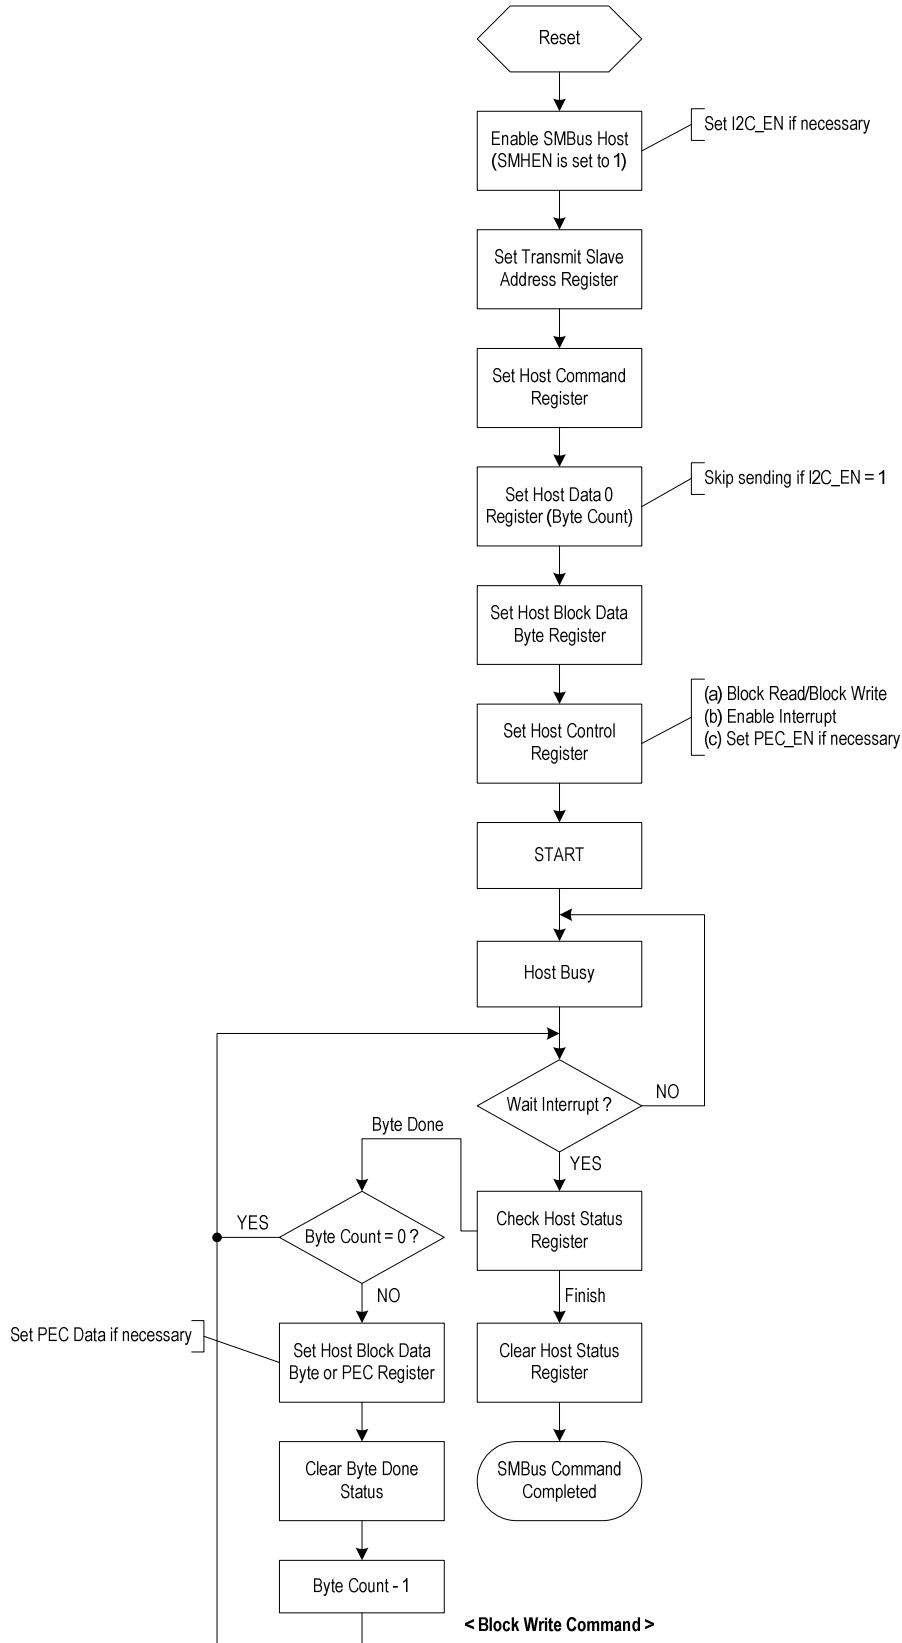 Reset
Enable SMBus Host
(SMHEN is set to 1)
Set I2C_EN if necessary
Set Transmit Slave
Address Register
Set Host Command
Register
Set Host Data 0
Register (Byte Count)
Skip sending if I2C_EN = 1
Set Host Block Data
Byte Register
Set Host Control
Register
(a) Block Read/Block Write
(b) Enable Interrupt
(c) Set PEC_EN if necessary
START
Host Busy
Wait Interrupt ?
NO
YES
Byte Done
Check Host Status
Register
Byte Count = 0 ?
YES
NO
Finish
Set PEC Data if necessary
Set Host Block Data
Byte or PEC Register
Clear Host Status
Register
Clear Byte Done
Status
SMBus Command
Completed
Byte Count - 1
< Block Write Command >